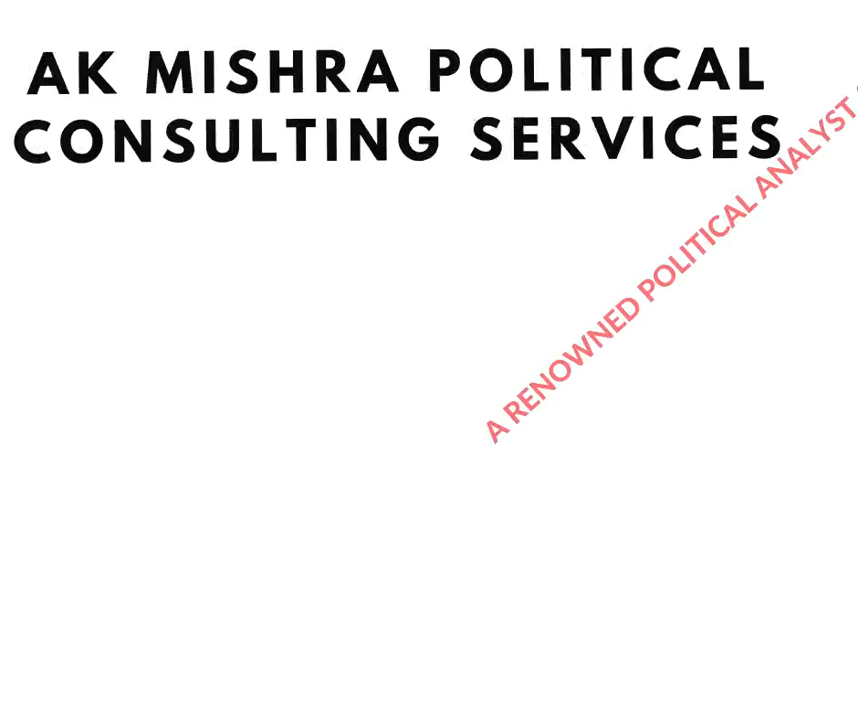 AK MISHRA POLITICAL
CONSULTING SERVICES
A RENOWNED POLITICAL ANALYST